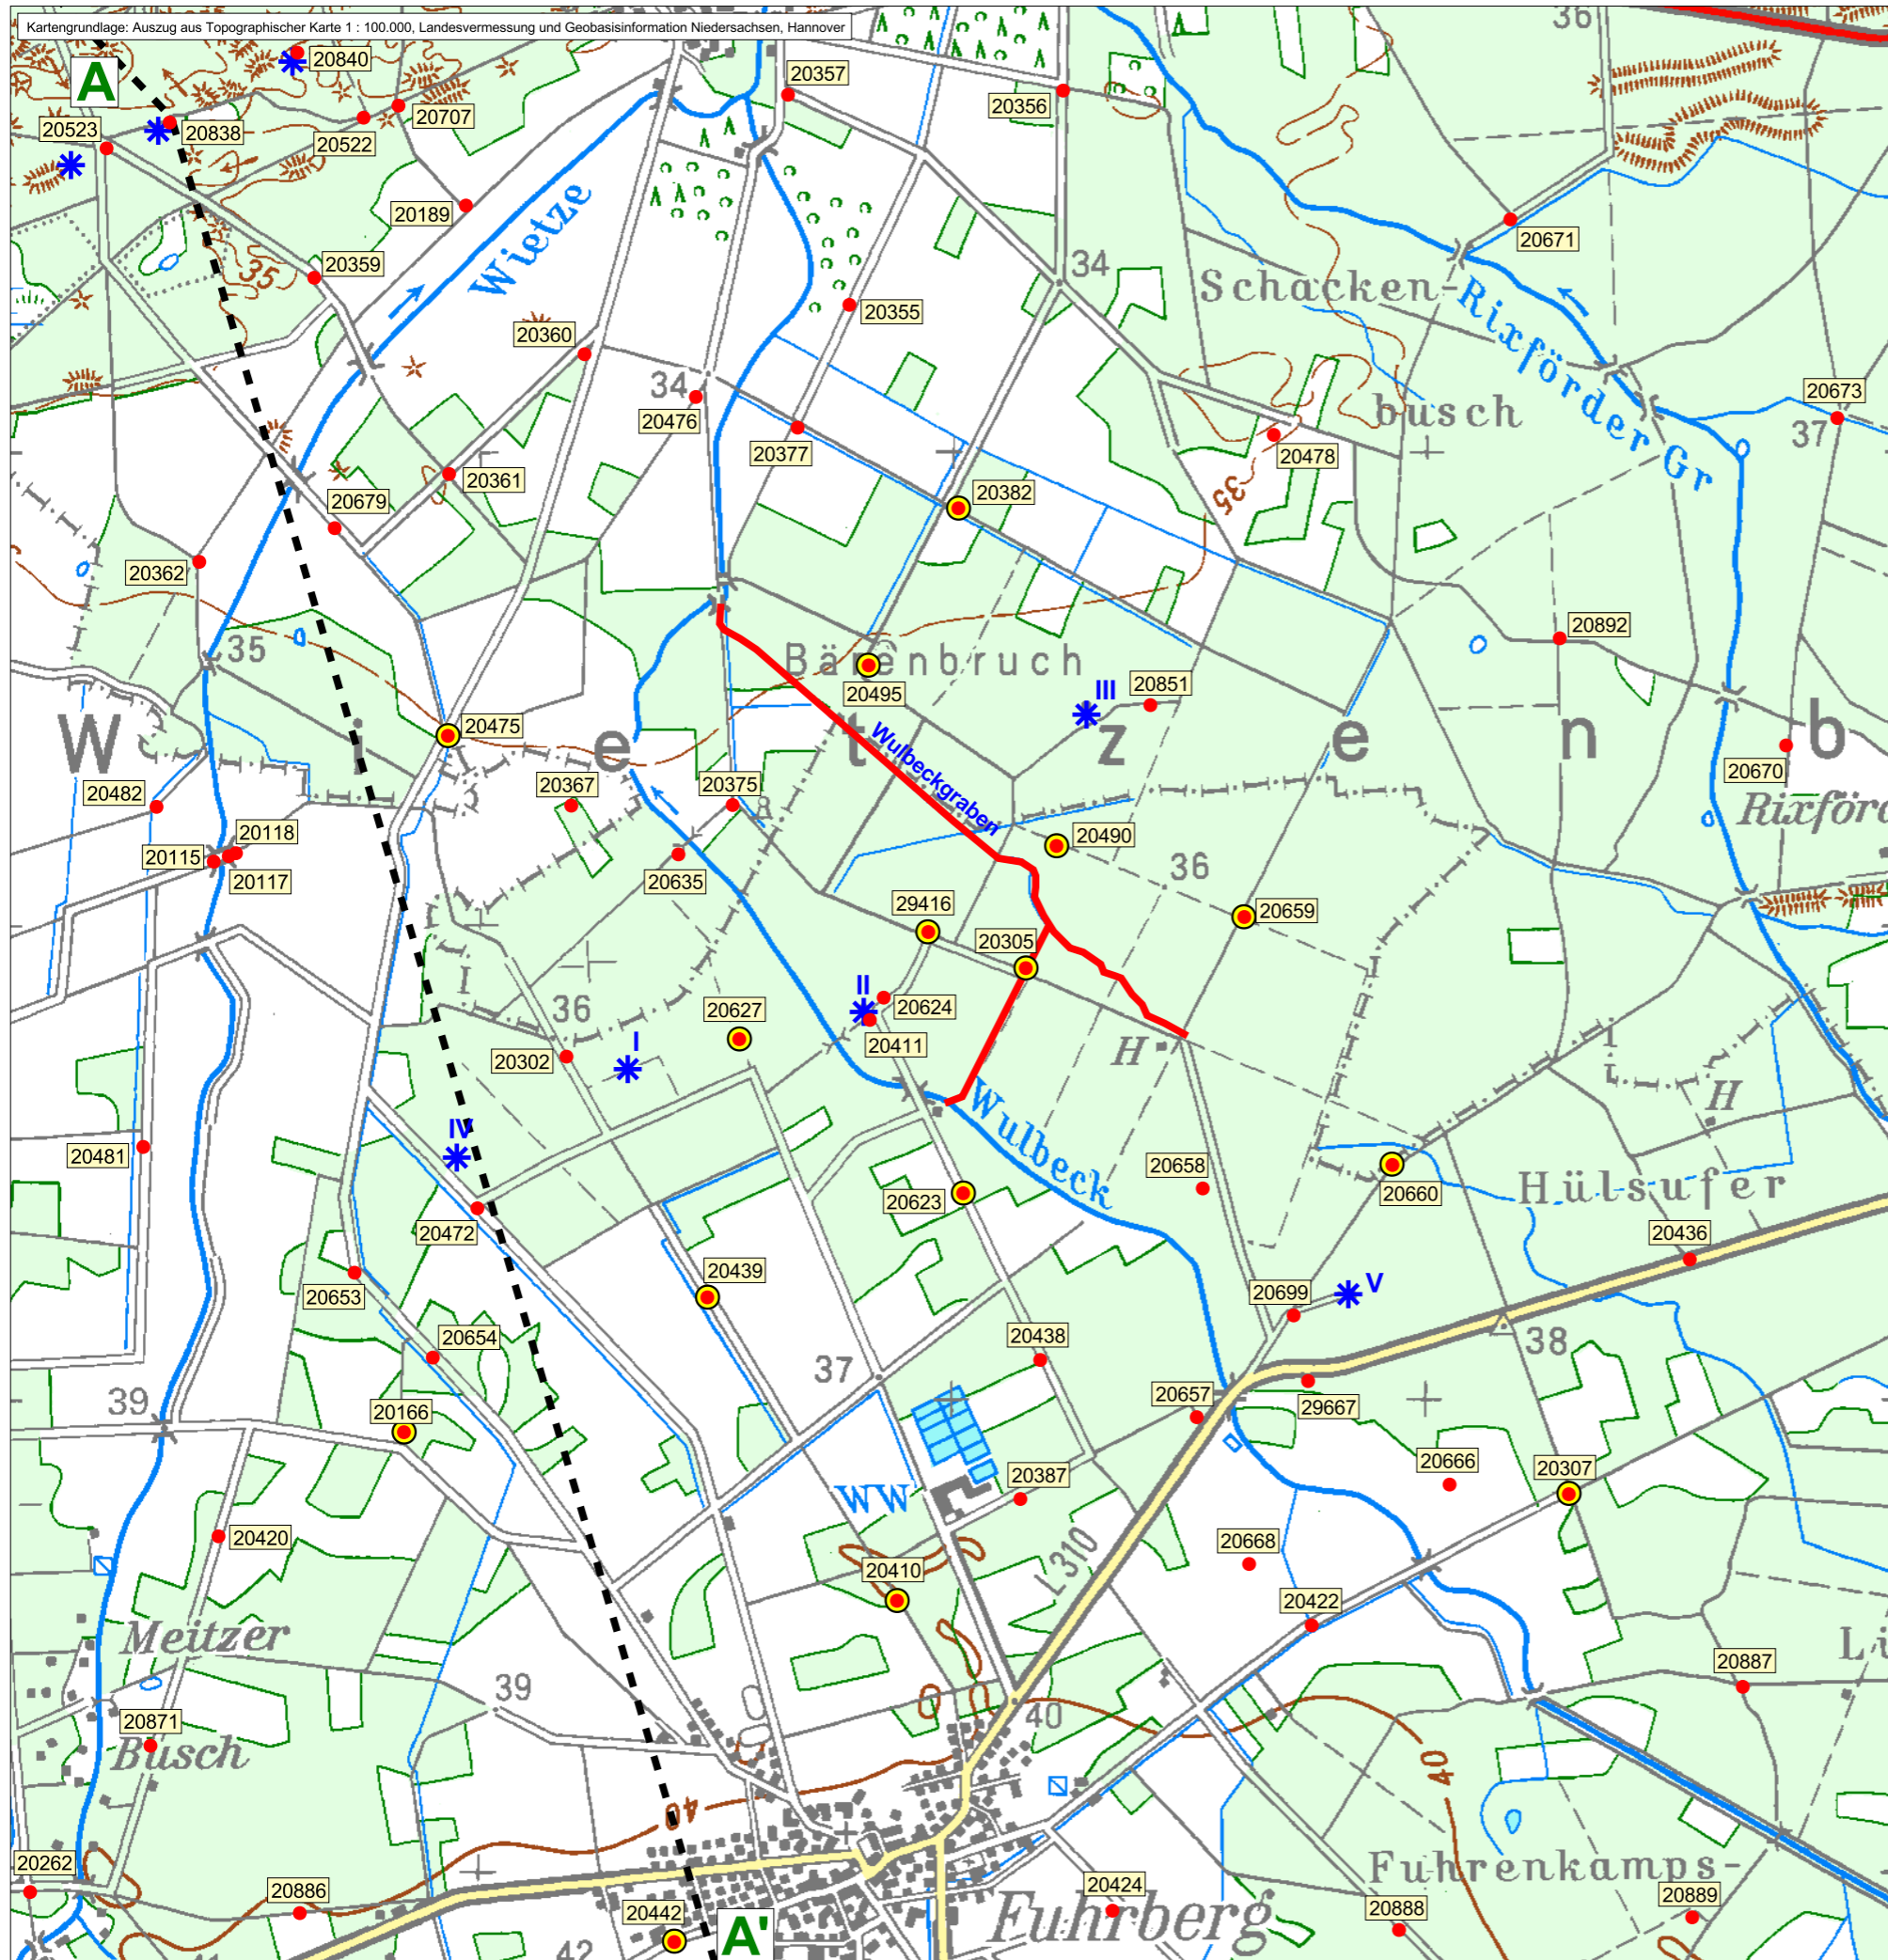 Kartengrundlage: Auszug aus Topographischer Karte 1 : 100.000, Landesvermessung und Geobasisinformation Niedersachsen, Hannover
36
A
20840
20357
20356
20707
20523
20838
20522
20189
Wietze
20671
34
20359
35
Schacken-
Rixförder Gr
20355
20360
34
20476
busch
20673
37
20377
20478
20361
20382
35
20679
20362
35
20892
Bärenbruch
20495
III
20851
W
i
e
t
z
e
n
b
20475
Wulbeckgraben
20670
20482
20367
20375
Rixförd
20118
20115
20117
20490
20635
36
29416
20659
20305
II
36
20627
20624
I
20302
20411
H
H
Wulbeck
IV
20481
20658
20623
20660
Hülsufer
20472
20436
20439
20653
20699
V
20654
20438
38
37
39
20166
20657
29667
20666
20307
20387
WW
20420
L310
20668
20410
20422
Meitzer
39
20887
40
20871
Busch
40
40
20262
Fuhrenkamps-
20886
20424
20889
20442
20888
Fuhrberg
A'
42